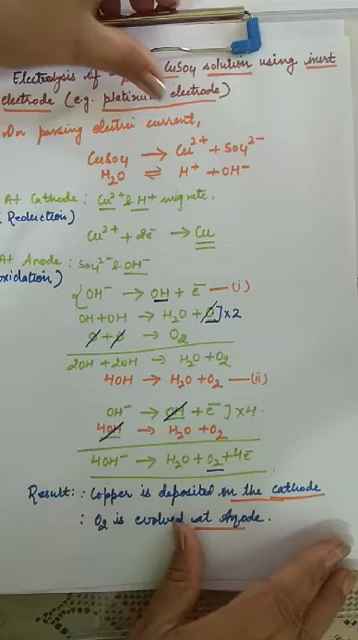 Electrolysis of CuSO4 solution using inert
electrode (e.g. platinum electrode)
On passing electric current,
CuSO4 → Cu²⁺ + SO4²⁻
H2O ⇌ H⁺ + OH⁻
At Cathode: Cu²⁺ & H⁺ migrate,
(Reduction)
Cu²⁺ + 2e⁻ → Cu
At Anode: SO4²⁻ & OH⁻
oxidation)
{OH⁻ → OH + e⁻ —(i)
OH + OH → H2O + O] × 2
O + O → O2
2OH + 2OH → H2O + O2
4OH → H2O + O2 —(ii)
OH⁻ → OH + e⁻ ] × 4.
4OH → H2O + O2
4OH⁻ → H2O + O2 + 4e⁻
Result: : Copper is deposited on the cathode
: O2 is evolved at Anode.